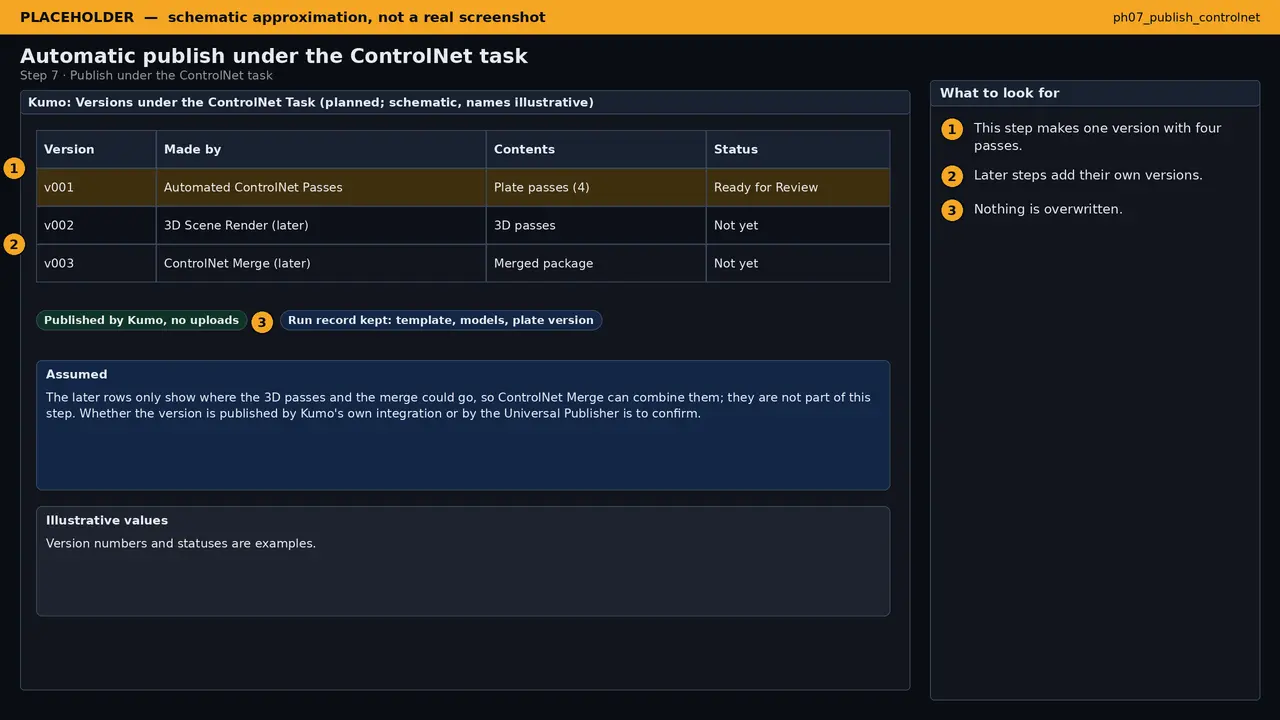 PLACEHOLDER — schematic approximation, not a real screenshot
ph07_publish_controlnet
Automatic publish under the ControlNet task
Step 7 · Publish under the ControlNet task
Kumo: Versions under the ControlNet Task (planned; schematic, names illustrative)
Version Made by Contents Status
1
v001 Automated ControlNet Passes Plate passes (4) Ready for Review
v002 3D Scene Render (later) 3D passes Not yet
2
v003 ControlNet Merge (later) Merged package Not yet
Published by Kumo, no uploads 3 Run record kept: template, models, plate version
Assumed
The later rows only show where the 3D passes and the merge could go, so ControlNet Merge can combine them; they are not part of this
step. Whether the version is published by Kumo's own integration or by the Universal Publisher is to confirm.
Illustrative values
Version numbers and statuses are examples.
What to look for
1 This step makes one version with four
passes.
2 Later steps add their own versions.
3 Nothing is overwritten.